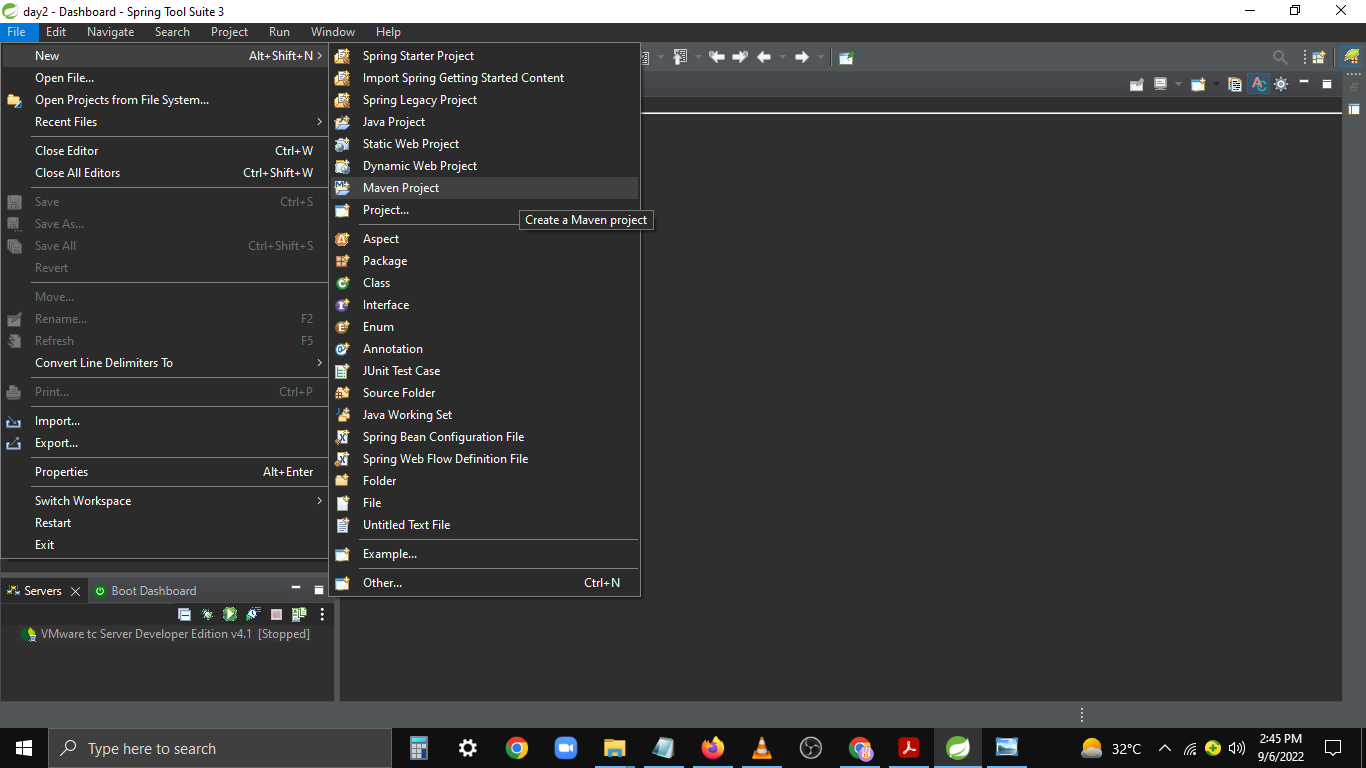 day2 - Dashboard - Spring Tool Suite 3
File Edit Navigate Search Project Run Window Help
New Alt+Shift+N
Open File...
Open Projects from File System...
Recent Files
Close Editor Ctrl+W
Close All Editors Ctrl+Shift+W
Save Ctrl+S
Save As...
Save All Ctrl+Shift+S
Revert
Move...
Rename... F2
Refresh F5
Convert Line Delimiters To
Print... Ctrl+P
Import...
Export...
Properties Alt+Enter
Switch Workspace
Restart
Exit
Spring Starter Project
Import Spring Getting Started Content
Spring Legacy Project
Java Project
Static Web Project
Dynamic Web Project
Maven Project
Project...
Create a Maven project
Aspect
Package
Class
Interface
Enum
Annotation
JUnit Test Case
Source Folder
Java Working Set
Spring Bean Configuration File
Spring Web Flow Definition File
Folder
File
Untitled Text File
Example...
Other... Ctrl+N
Servers Boot Dashboard
VMware tc Server Developer Edition v4.1 [Stopped]
Type here to search
32°C
2:45 PM
9/6/2022